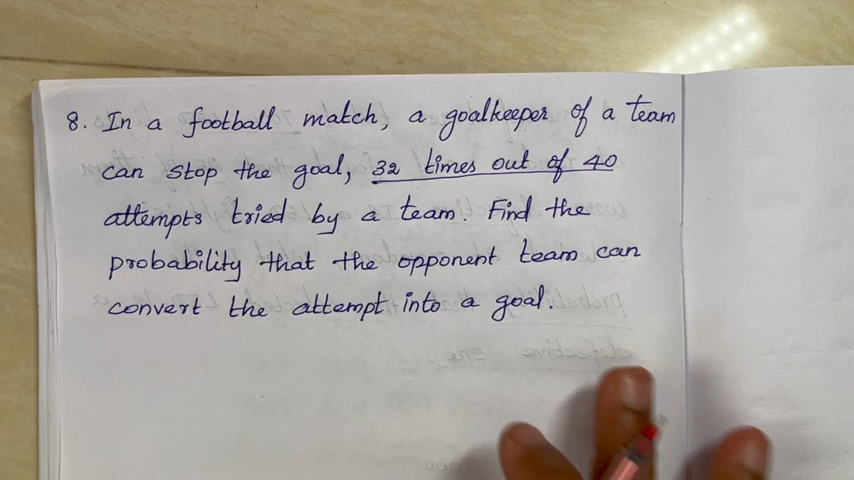 8. In a football match, a goalkeeper of a team
can stop the goal, 32 times out of 40
attempts tried by a team. Find the
probability that the opponent team can
convert the attempt into a goal.